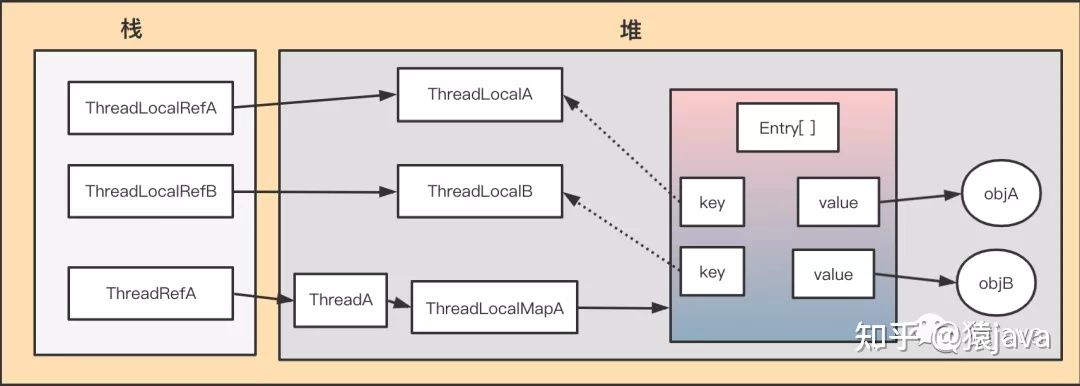 栈
堆
ThreadLocalRefA
ThreadLocalA
Entry[ ]
ThreadLocalRefB
ThreadLocalB
key
value
objA
key
value
objB
ThreadRefA
ThreadA
ThreadLocalMapA
知乎 @猿java